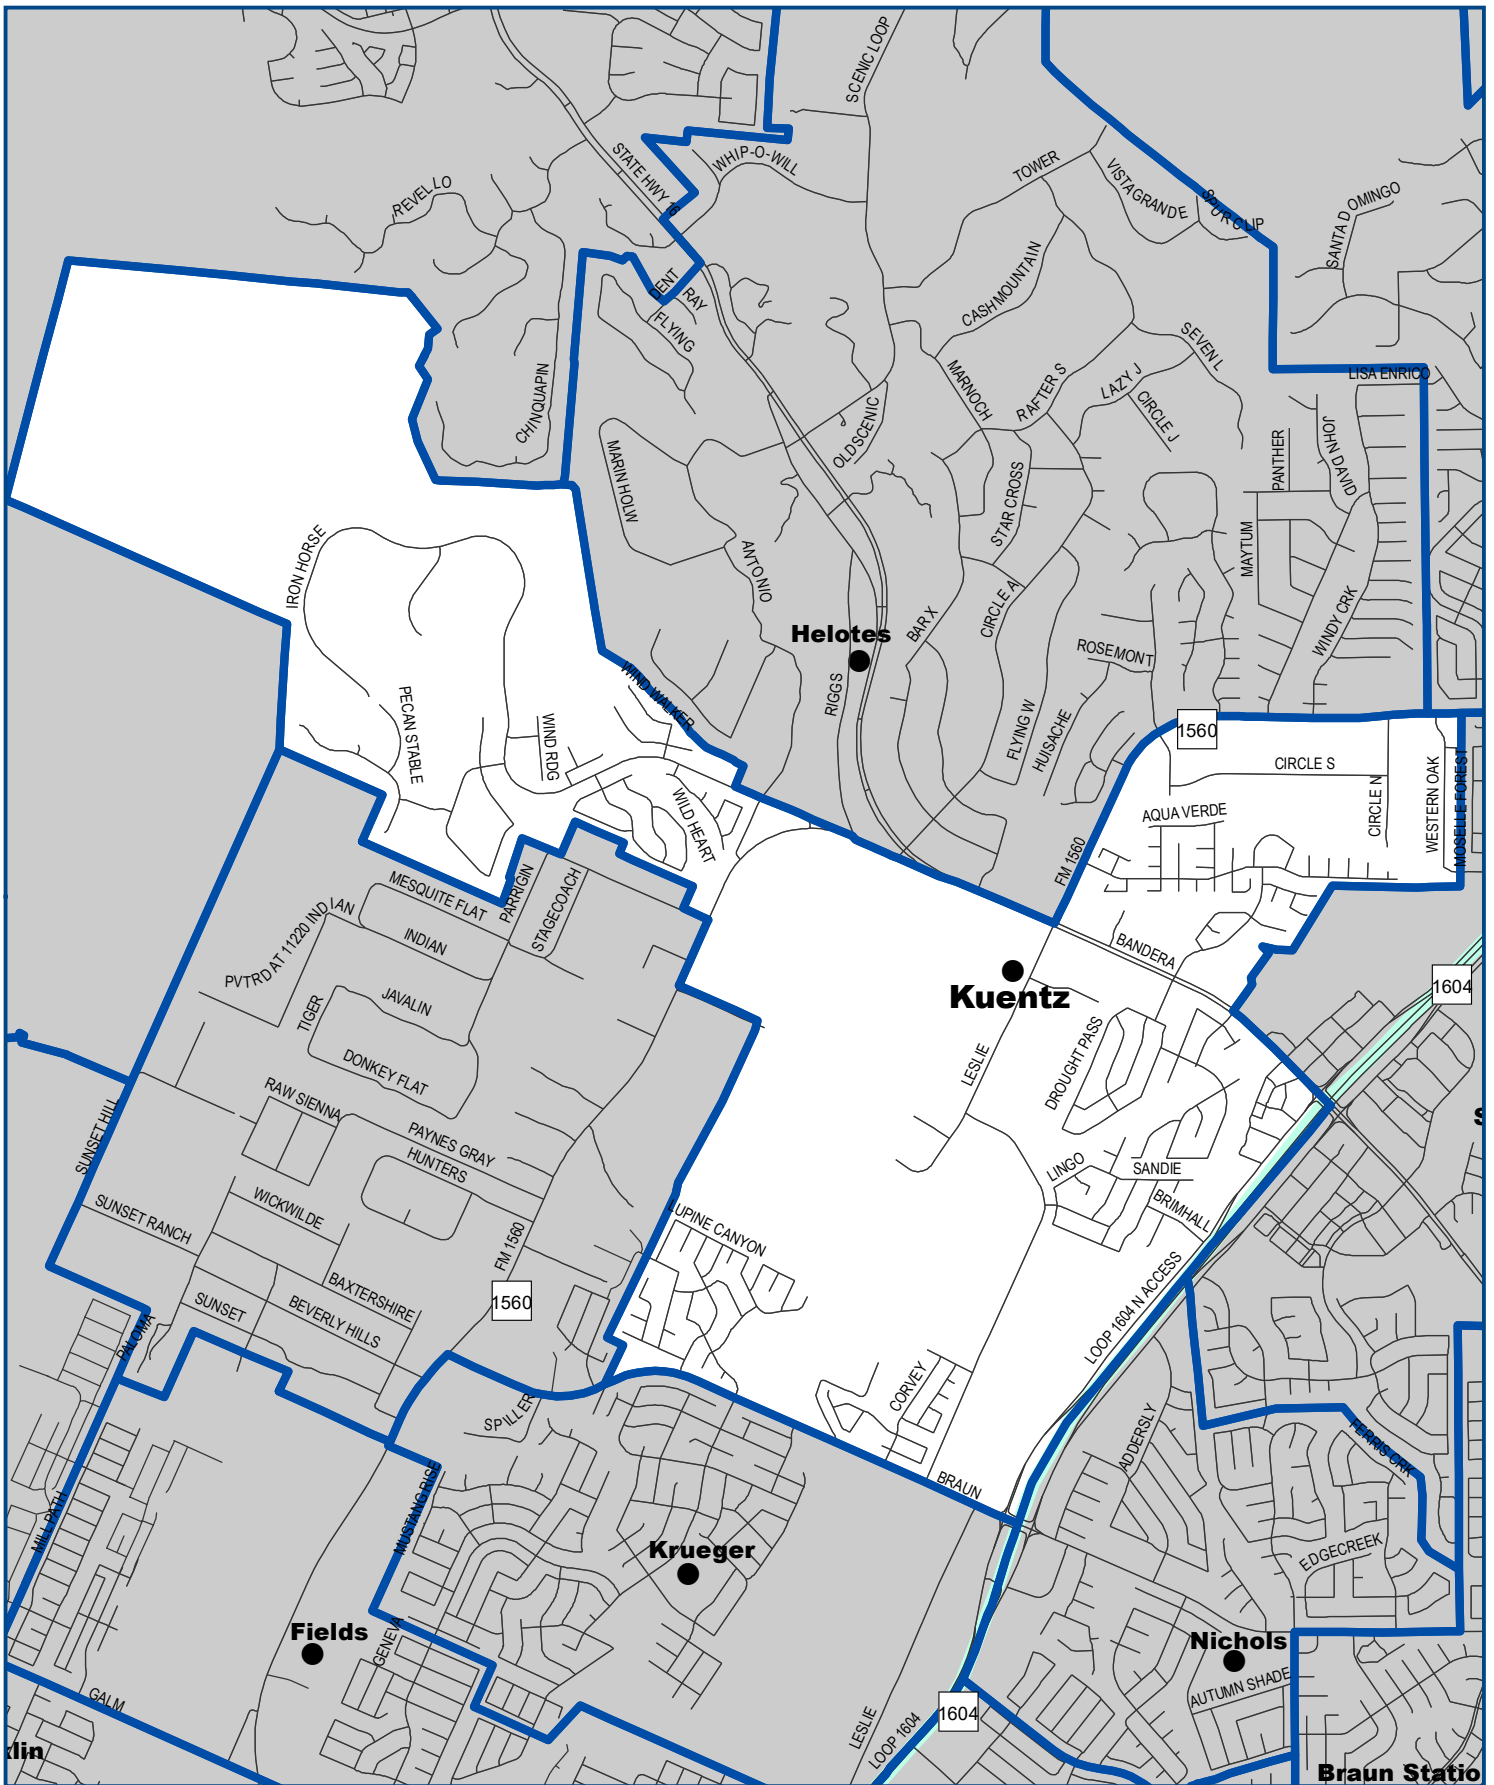 SCENIC LOOP
STATE HWY 16
WHIP-O-WILL
TOWER
VISTAGRANDE
SPUR CLIP
SANTA DOMINGO
REVELLO
DENT
RAY
FLYING
CASH MOUNTAIN
SEVEN L
CHINQUAPIN
MARNOCH
RAFTER S
LAZY J
CIRCLE J
LISA ENRICO
OLD SCENIC
PANTHER
JOHN DAVID
MARIN HOLW
STAR CROSS
MAYTUM
IRON HORSE
ANTONIO
WINDY CRK
Helotes
BAR X
CIRCLE A
ROSEMONT
WIND WALKER
RIGGS
PECAN STABLE
WIND RDG
FLYING W
HUISACHE
1560
CIRCLE S
CIRCLE N
WESTERN OAK
MOSELLE FOREST
WILD HEART
AQUA VERDE
FM 1560
MESQUITE FLAT
PARRIGIN
STAGECOACH
PVTRD AT 11220 INDIAN
INDIAN
BANDERA
Kuentz
1604
TIGER
JAVALIN
DONKEY FLAT
LESLIE
DROUGHT PASS
RAW SIENNA
PAYNES GRAY
HUNTERS
SUNSET HILL
LINGO
SANDIE
BRIMHALL
SUNSET RANCH
WICKWILDE
LUPINE CANYON
FM 1560
BAXTERSHIRE
1560
SUNSET
BEVERLY HILLS
PALOMA
LOOP 1604 N ACCESS
SPILLER
CORVEY
ADDERSLY
FERRIS CRK
BRAUN
MILL PATH
MUSTANG RISE
Krueger
EDGECREEK
Fields
GENEVA
Nichols
AUTUMN SHADE
GALM
LESLIE
LOOP 1604
1604
lin
Braun Statio